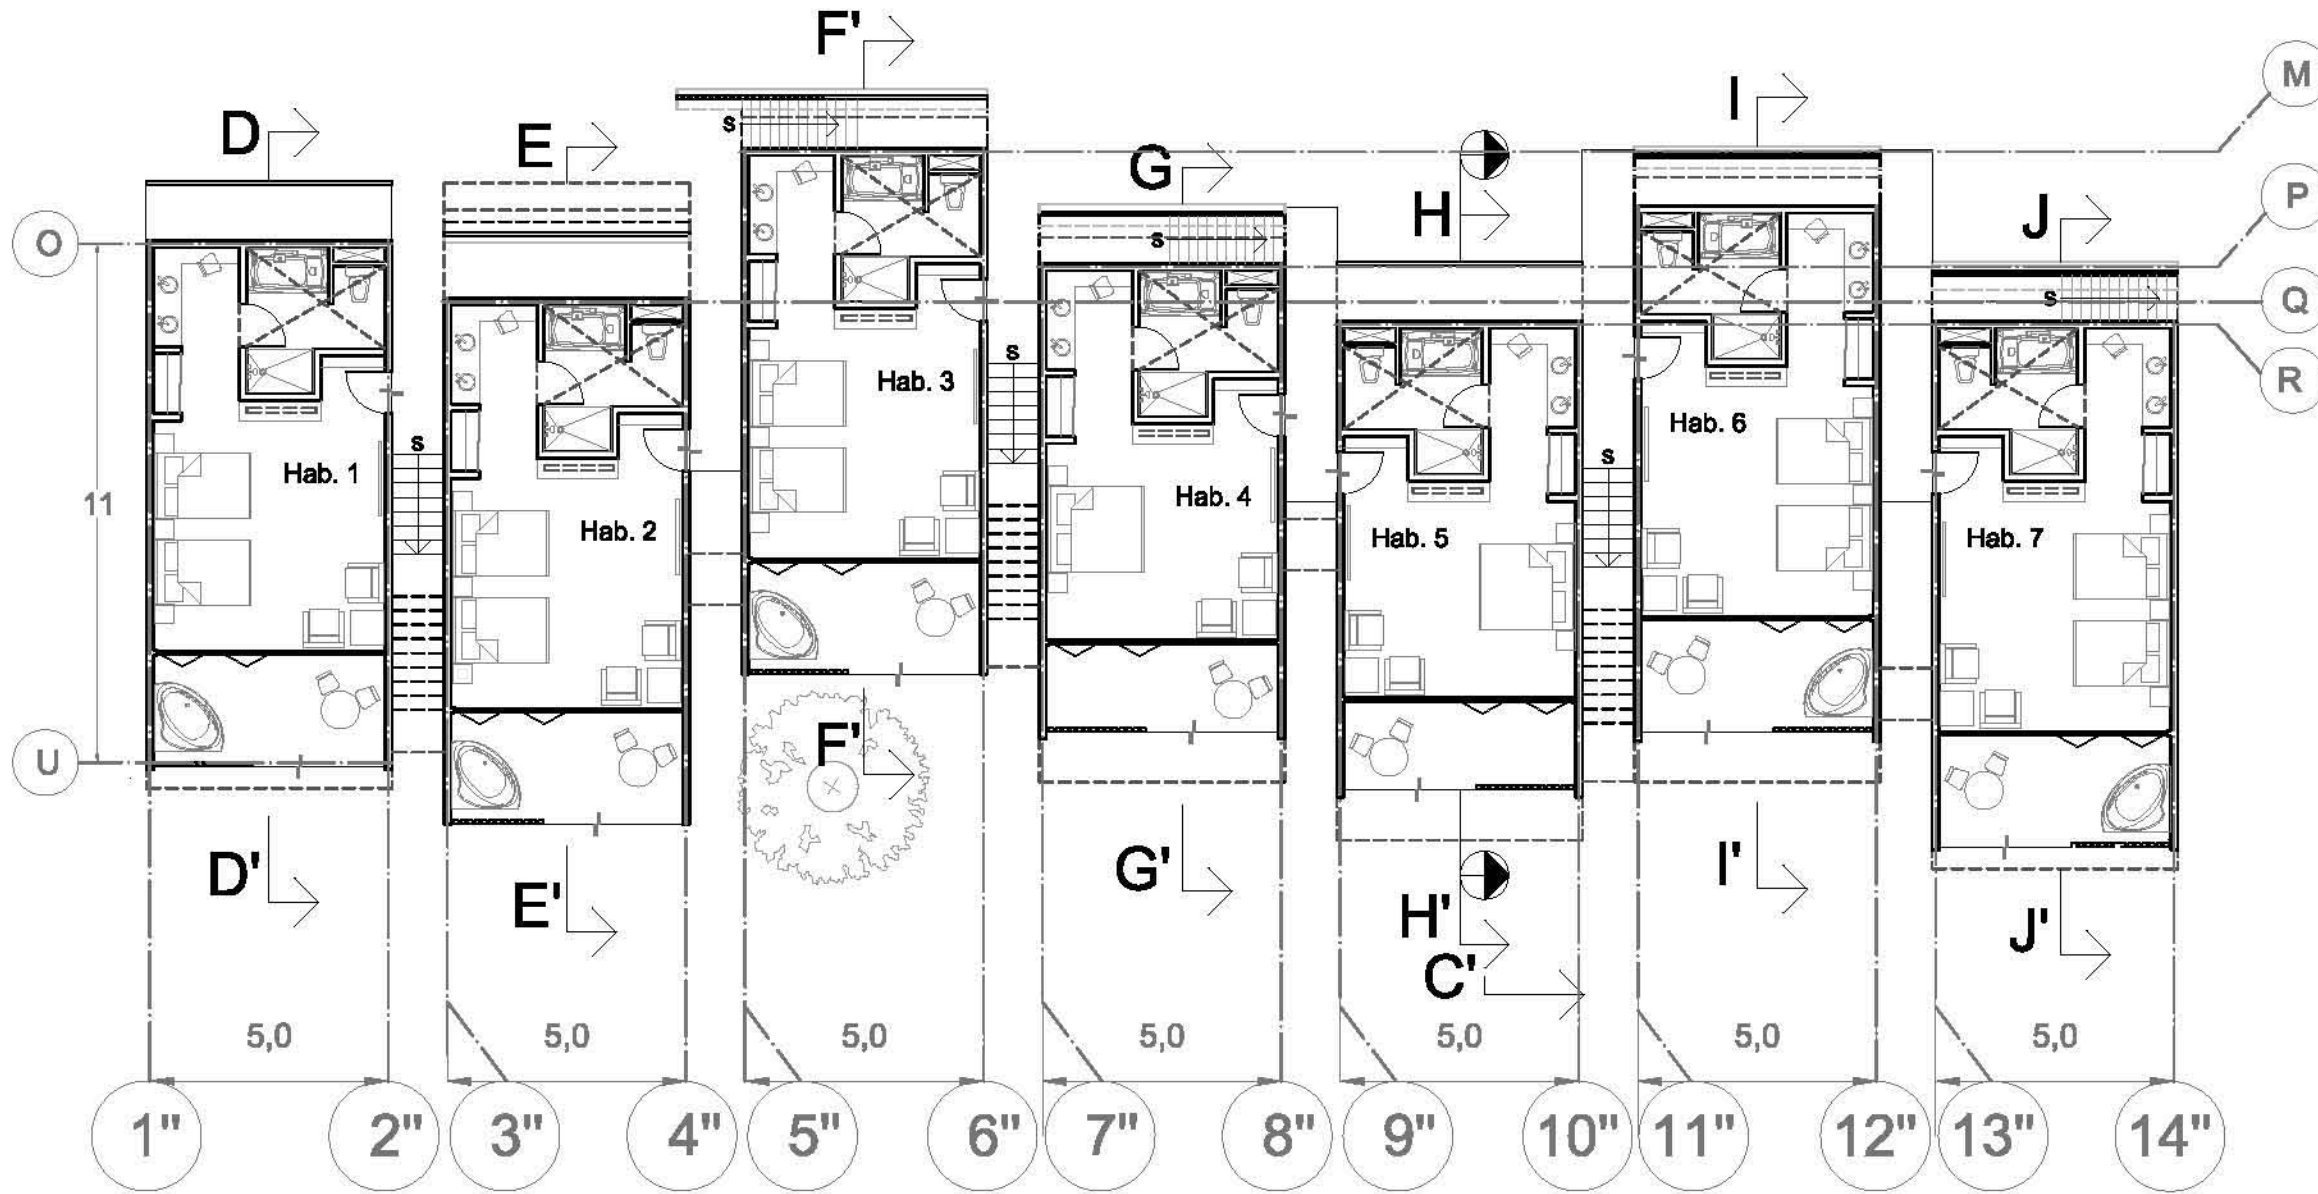 F'
M
D
E
I
G
P
H
J
O
Q
R
s
s
s
s
s
s
s
Hab. 1
Hab. 2
Hab. 3
Hab. 4
Hab. 5
Hab. 6
Hab. 7
11
U
F'
D'
E'
G'
H'
I'
J'
C'
5,0
5,0
5,0
5,0
5,0
5,0
5,0
1"
2"
3"
4"
5"
6"
7"
8"
9"
10"
11"
12"
13"
14"